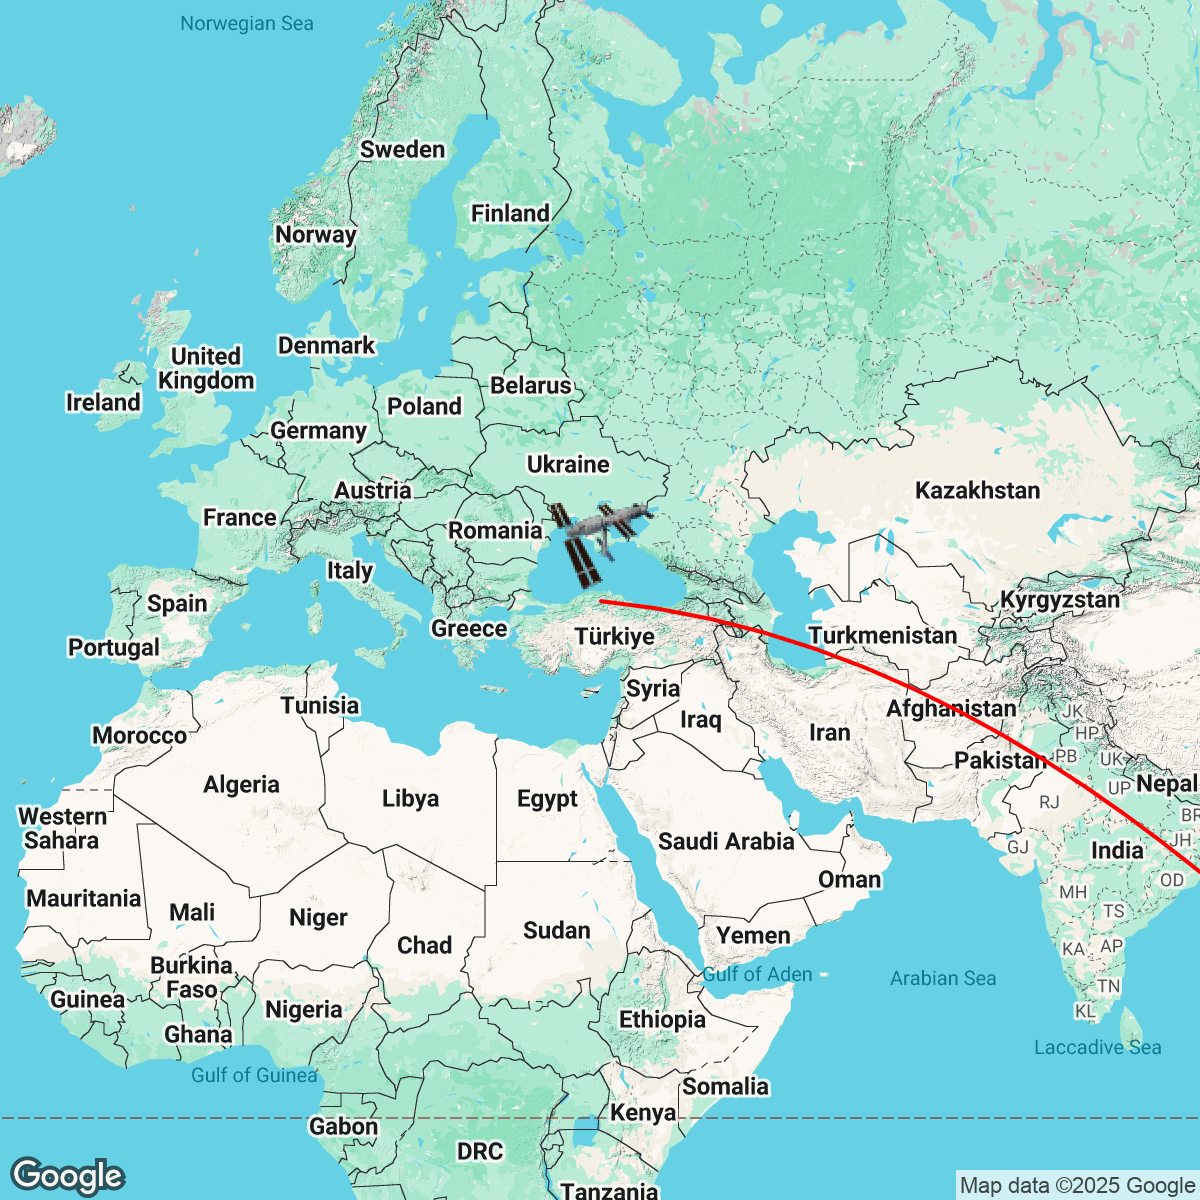 Norwegian Sea
Sweden
Finland
Norway
Denmark
United
Kingdom
Ireland
Belarus
Poland
Germany
Ukraine
Austria
Kazakhstan
France
Romania
Italy
Kyrgyzstan
Spain
Greece
Türkiye
Turkmenistan
Portugal
Syria
Tunisia
Afghanistan
JK
Iraq
HP
Morocco
Iran
Pakistan
PB
UK
Nepal
Algeria
Libya
Egypt
UP
RJ
Western
Sahara
BR
Saudi Arabia
JH
GJ
India
Oman
OD
Mauritania
MH
Mali
Niger
TS
Sudan
Yemen
Chad
KA
AP
Burkina
Faso
Gulf of Aden
Arabian Sea
TN
Guinea
Nigeria
KL
Ethiopia
Ghana
Laccadive Sea
Gulf of Guinea
Somalia
Kenya
Gabon
DRC
Google
Tanzania
Map data ©2025 Google